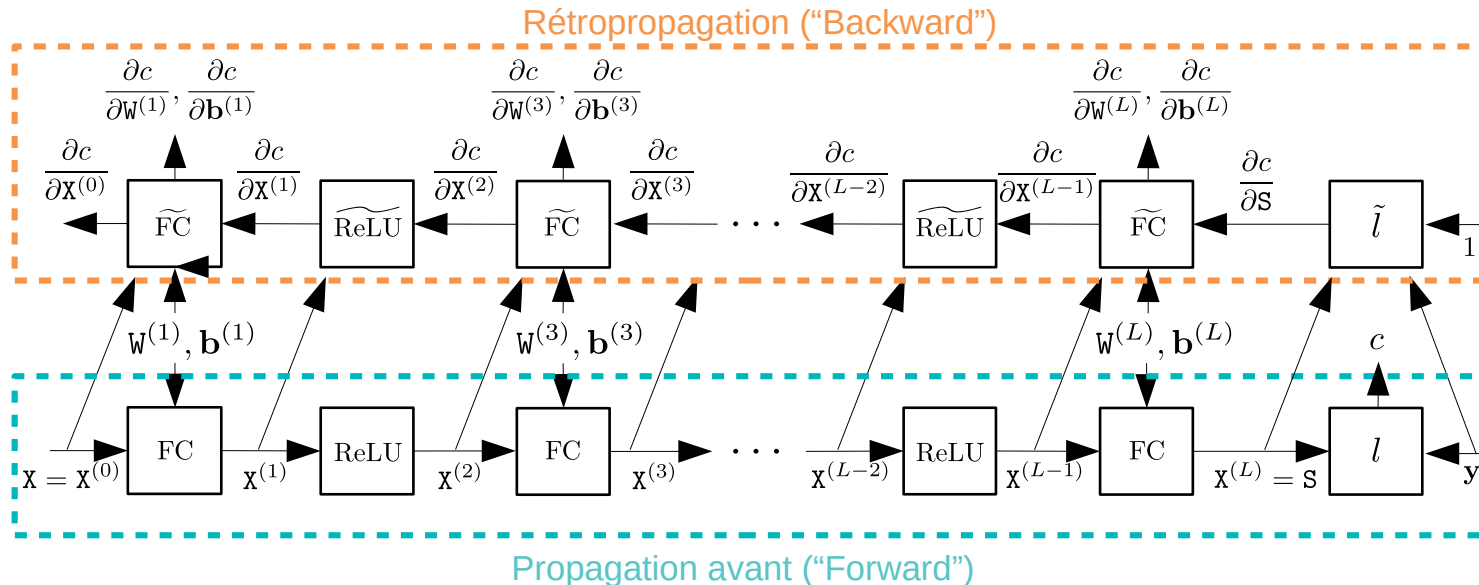 Rétropropagation (“Backward”)
∂c/∂W^(1), ∂c/∂b^(1) ∂c/∂W^(3), ∂c/∂b^(3) ∂c/∂W^(L), ∂c/∂b^(L)
∂c/∂X^(0) ∂c/∂X^(1) ∂c/∂X^(2) ∂c/∂X^(3) ∂c/∂X^(L−2) ∂c/∂X^(L−1) ∂c/∂S
F̃C R̃eLU F̃C · · · R̃eLU F̃C l̃ 1
W^(1), b^(1) W^(3), b^(3) W^(L), b^(L) c
FC ReLU FC · · · ReLU FC l
X = X^(0) X^(1) X^(2) X^(3) X^(L−2) X^(L−1) X^(L) = S y
Propagation avant (“Forward”)